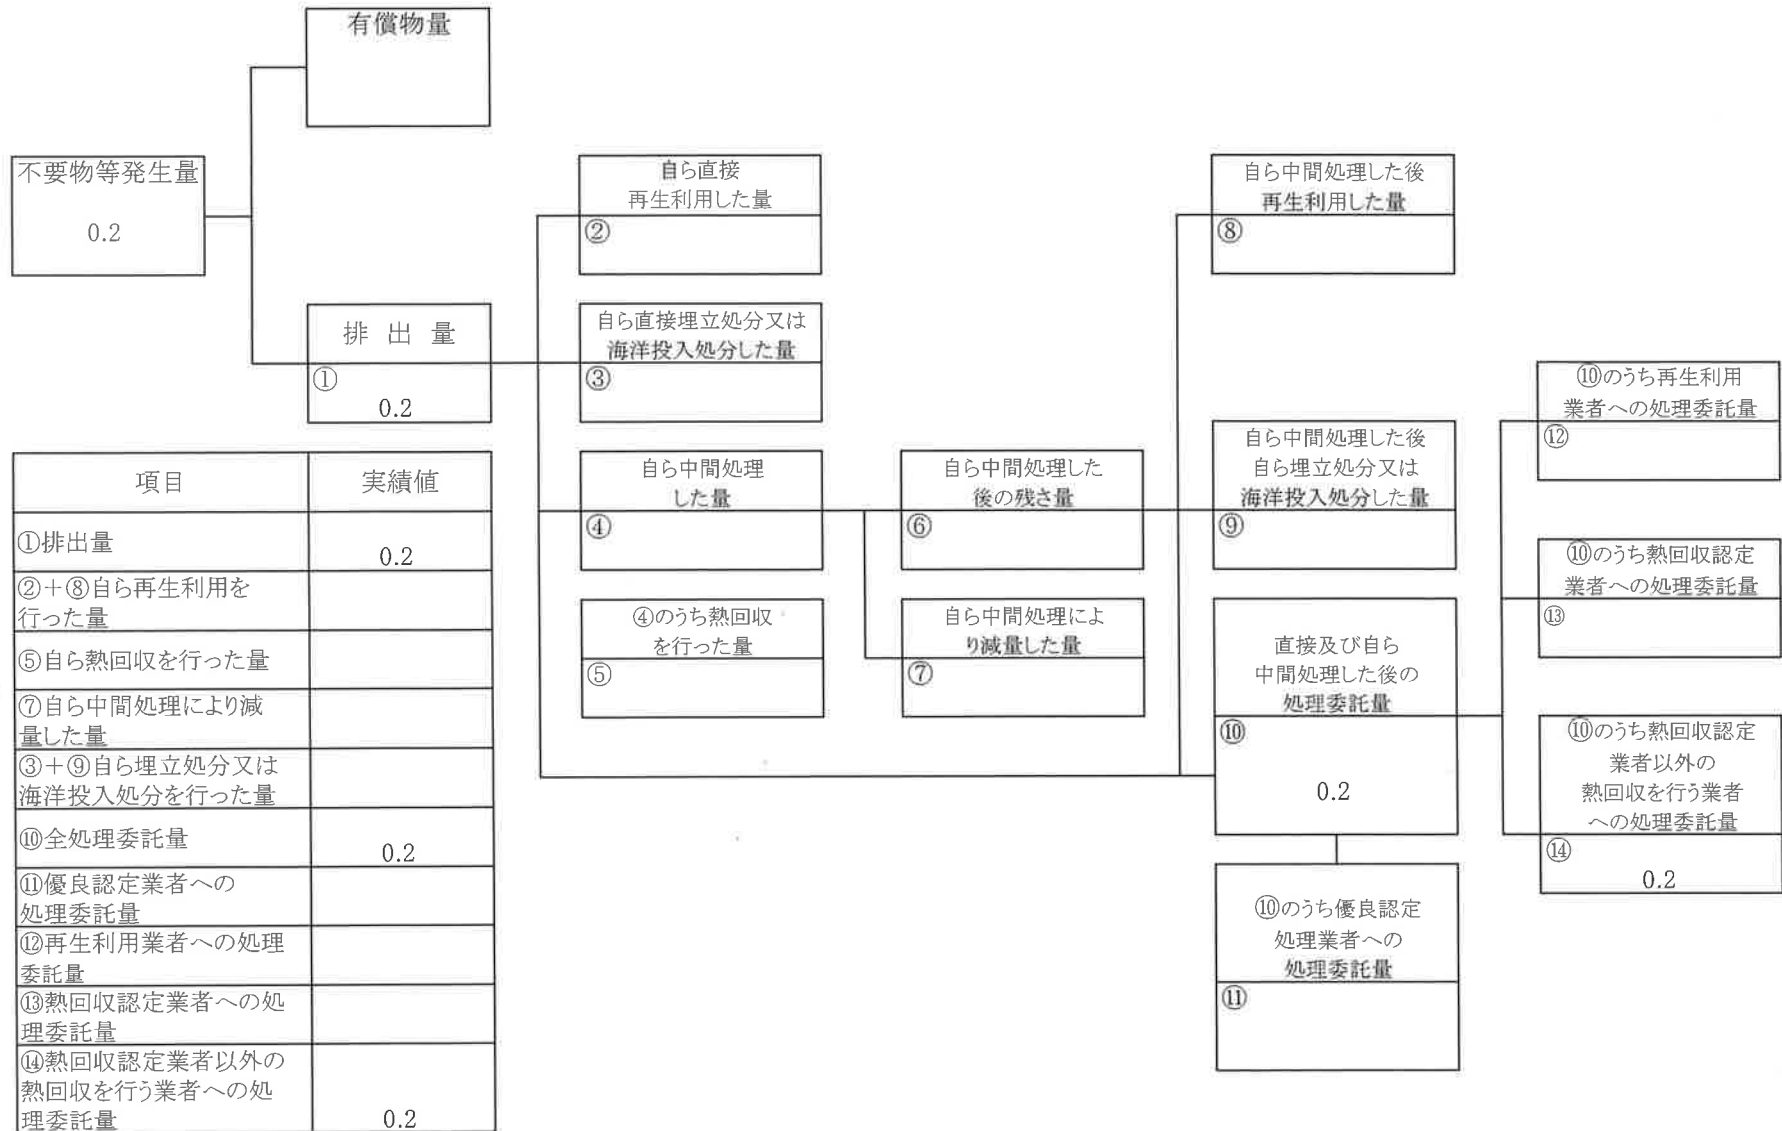 有償物量
不要物等発生量
0.2
排 出 量
①
0.2
自ら直接
再生利用した量
②
自ら直接埋立処分又は
海洋投入処分した量
③
自ら中間処理
した量
④
④のうち熱回収
を行った量
⑤
自ら中間処理した
後の残さ量
⑥
自ら中間処理によ
り減量した量
⑦
自ら中間処理した後
再生利用した量
⑧
自ら中間処理した後
自ら埋立処分又は
海洋投入処分した量
⑨
直接及び自ら
中間処理した後の
処理委託量
⑩
0.2
⑩のうち優良認定
処理業者への
処理委託量
⑪
⑩のうち再生利用
業者への処理委託量
⑫
⑩のうち熱回収認定
業者への処理委託量
⑬
⑩のうち熱回収認定
業者以外の
熱回収を行う業者
への処理委託量
⑭
0.2
項目 実績値
①排出量 0.2
②+⑧自ら再生利用を
行った量
⑤自ら熱回収を行った量
⑦自ら中間処理により減
量した量
③+⑨自ら埋立処分又は
海洋投入処分を行った量
⑩全処理委託量 0.2
⑪優良認定業者への
処理委託量
⑫再生利用業者への処理
委託量
⑬熱回収認定業者への処
理委託量
⑭熱回収認定業者以外の
熱回収を行う業者への処
理委託量 0.2